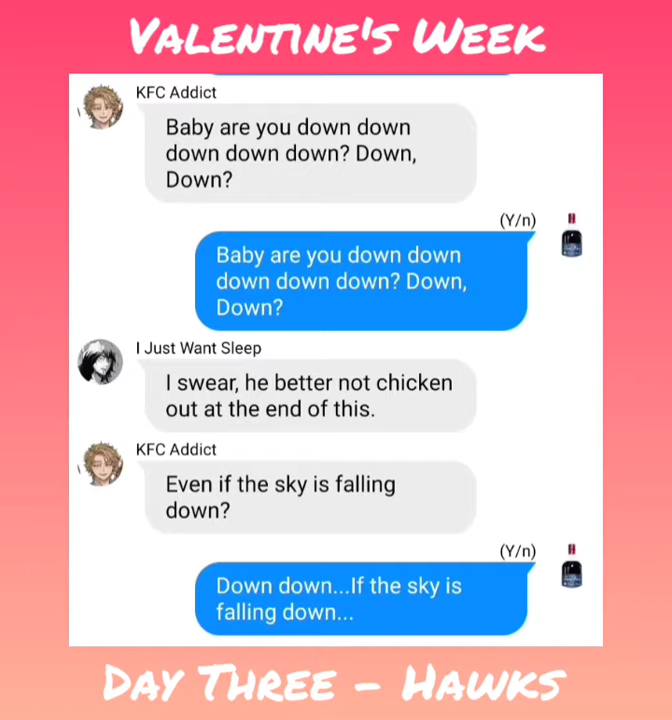 VALENTINE'S WEEK
KFC Addict
Baby are you down down
down down down? Down,
Down?
(Y/n)
Baby are you down down
down down down? Down,
Down?
I Just Want Sleep
I swear, he better not chicken
out at the end of this.
KFC Addict
Even if the sky is falling
down?
(Y/n)
Down down...If the sky is
falling down...
DAY THREE - HAWKS